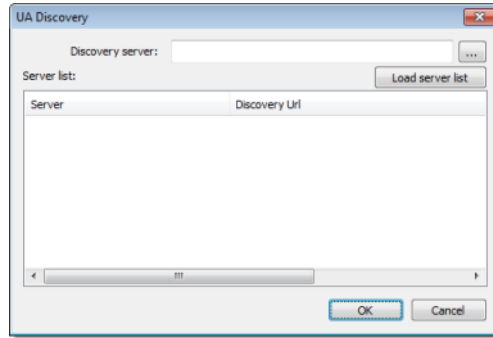 UA Discovery
Discovery server:
...
Server list:
Load server list
Server Discovery Url
OK Cancel